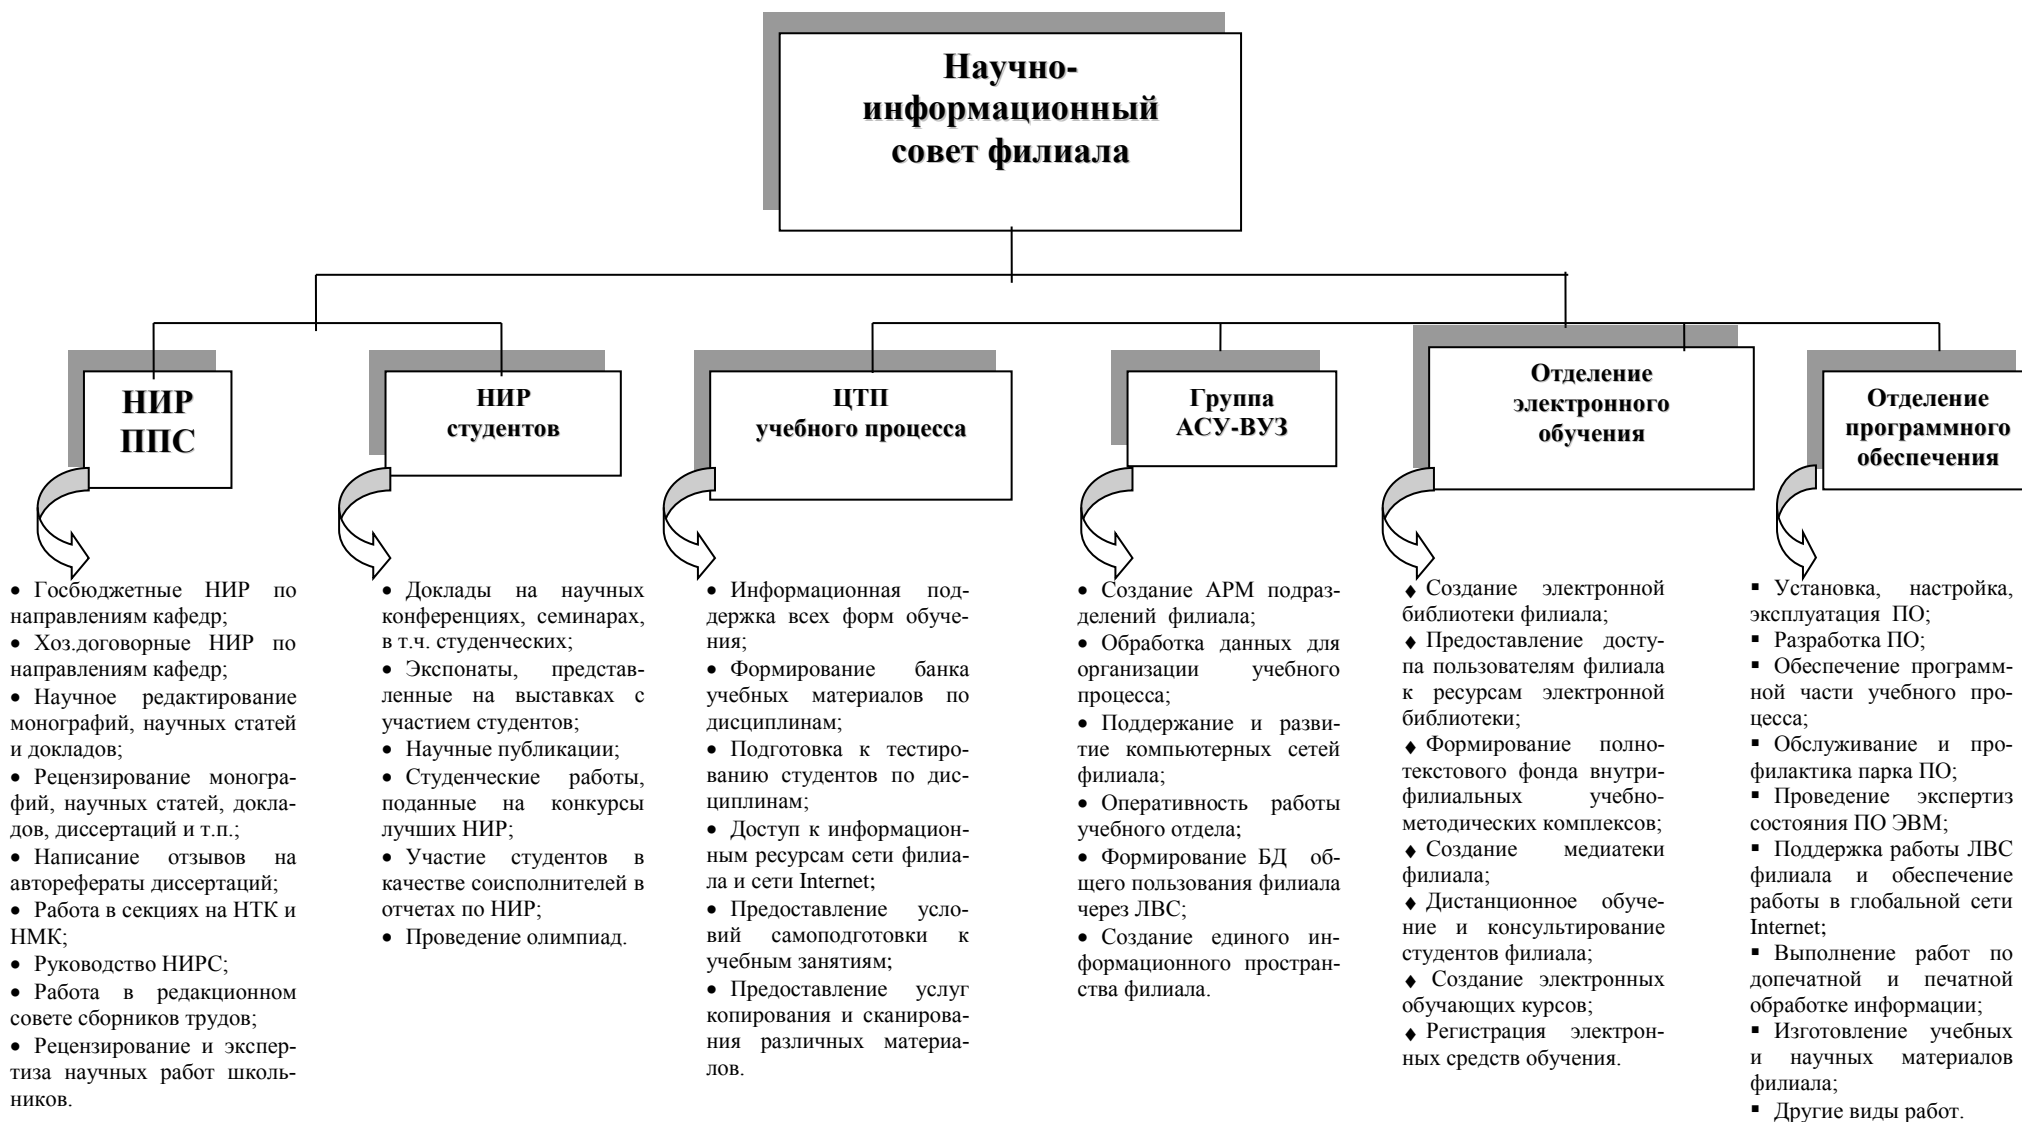 Научно-
информационный
совет филиала
НИР
ППС
НИР
студентов
ЦТП
учебного процесса
Группа
АСУ-ВУЗ
Отделение
электронного
обучения
Отделение
программного
обеспечения
• Госбюджетные НИР по
направлениям кафедр;
• Хоз.договорные НИР по
направлениям кафедр;
• Научное редактирование
монографий, научных статей
и докладов;
• Рецензирование моногра-
фий, научных статей, докла-
дов, диссертаций и т.п.;
• Написание отзывов на
авторефераты диссертаций;
• Работа в секциях на НТК и
НМК;
• Руководство НИРС;
• Работа в редакционном
совете сборников трудов;
• Рецензирование и экспер-
тиза научных работ школь-
ников.
• Доклады на научных
конференциях, семинарах,
в т.ч. студенческих;
• Экспонаты, представ-
ленные на выставках с
участием студентов;
• Научные публикации;
• Студенческие работы,
поданные на конкурсы
лучших НИР;
• Участие студентов в
качестве соисполнителей в
отчетах по НИР;
• Проведение олимпиад.
• Информационная под-
держка всех форм обуче-
ния;
• Формирование банка
учебных материалов по
дисциплинам;
• Подготовка к тестиро-
ванию студентов по дис-
циплинам;
• Доступ к информацион-
ным ресурсам сети филиа-
ла и сети Internet;
• Предоставление усло-
вий самоподготовки к
учебным занятиям;
• Предоставление услуг
копирования и сканирова-
ния различных материа-
лов.
• Создание АРМ подраз-
делений филиала;
• Обработка данных для
организации учебного
процесса;
• Поддержание и разви-
тие компьютерных сетей
филиала;
• Оперативность работы
учебного отдела;
• Формирование БД об-
щего пользования филиала
через ЛВС;
• Создание единого ин-
формационного простран-
ства филиала.
♦ Создание электронной
библиотеки филиала;
♦ Предоставление досту-
па пользователям филиала
к ресурсам электронной
библиотеки;
♦ Формирование полно-
текстового фонда внутри-
филиальных учебно-
методических комплексов;
♦ Создание медиатеки
филиала;
♦ Дистанционное обуче-
ние и консультирование
студентов филиала;
♦ Создание электронных
обучающих курсов;
♦ Регистрация электрон-
ных средств обучения.
▪ Установка, настройка,
эксплуатация ПО;
▪ Разработка ПО;
▪ Обеспечение программ-
ной части учебного про-
цесса;
▪ Обслуживание и про-
филактика парка ПО;
▪ Проведение экспертиз
состояния ПО ЭВМ;
▪ Поддержка работы ЛВС
филиала и обеспечение
работы в глобальной сети
Internet;
▪ Выполнение работ по
допечатной и печатной
обработке информации;
▪ Изготовление учебных
и научных материалов
филиала;
▪ Другие виды работ.